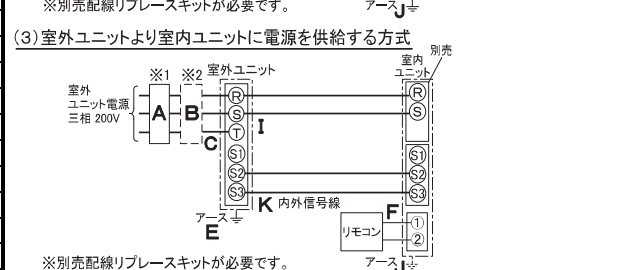 ※別売配線リプレースキットが必要です。
アース J
(3)室外ユニットより室内ユニットに電源を供給する方式
別売
※1 ※2 室外ユニット
室内
ユニット
室外
ユニット電源
三相 200V
A B C
R
S
T
S1
S2
S3
I
R
S
S1
S2
S3
K 内外信号線
アース
E
F
リモコン
①
②
※別売配線リプレースキットが必要です。
アース J